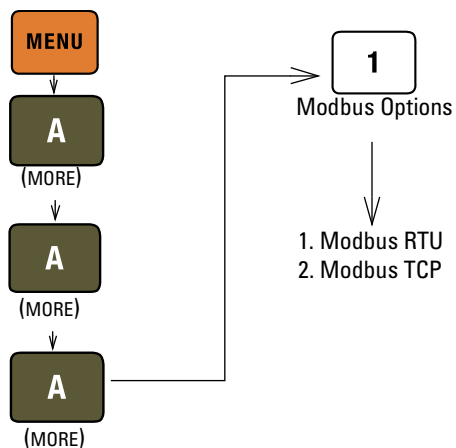 MENU
A
(MORE)
A
(MORE)
A
(MORE)
1
Modbus Options
1. Modbus RTU
2. Modbus TCP